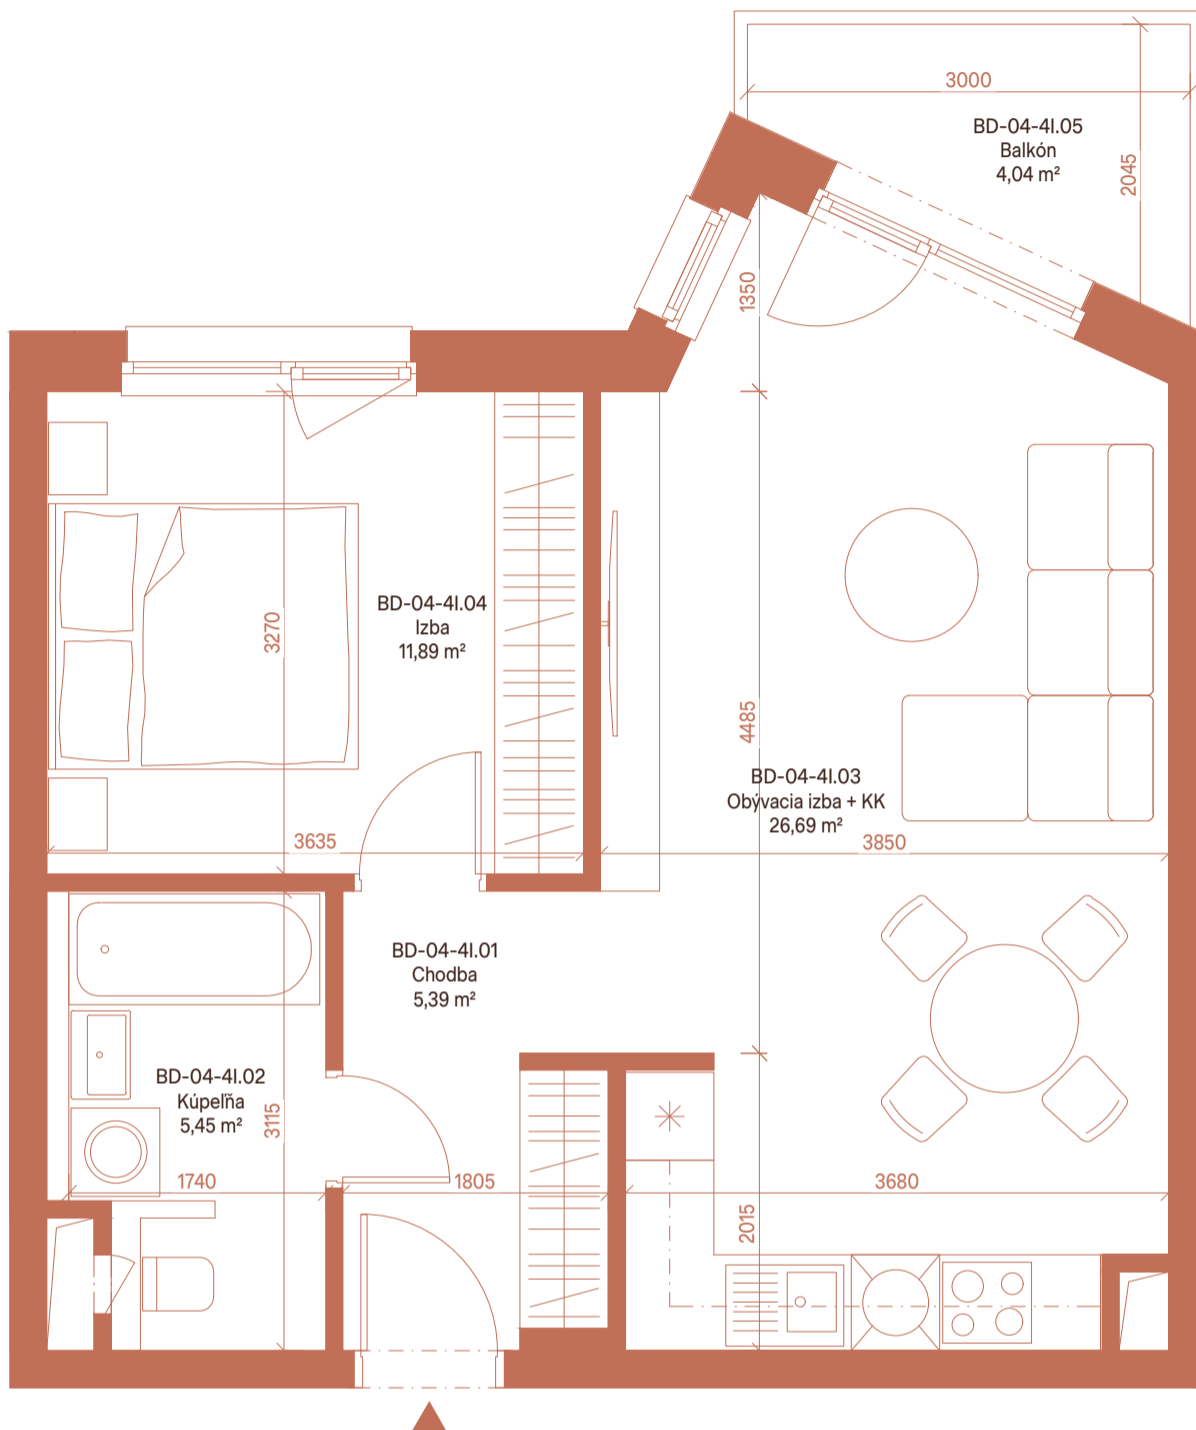 3000
BD-04-4I.05
Balkón
4,04 m²
2045
1350
BD-04-4I.04
Izba
11,89 m²
3270
4485
BD-04-4I.03
Obývacia izba + KK
26,69 m²
3635
3850
BD-04-4I.01
Chodba
5,39 m²
BD-04-4I.02
Kúpeľňa
5,45 m²
3115
1740
1805
3680
2015